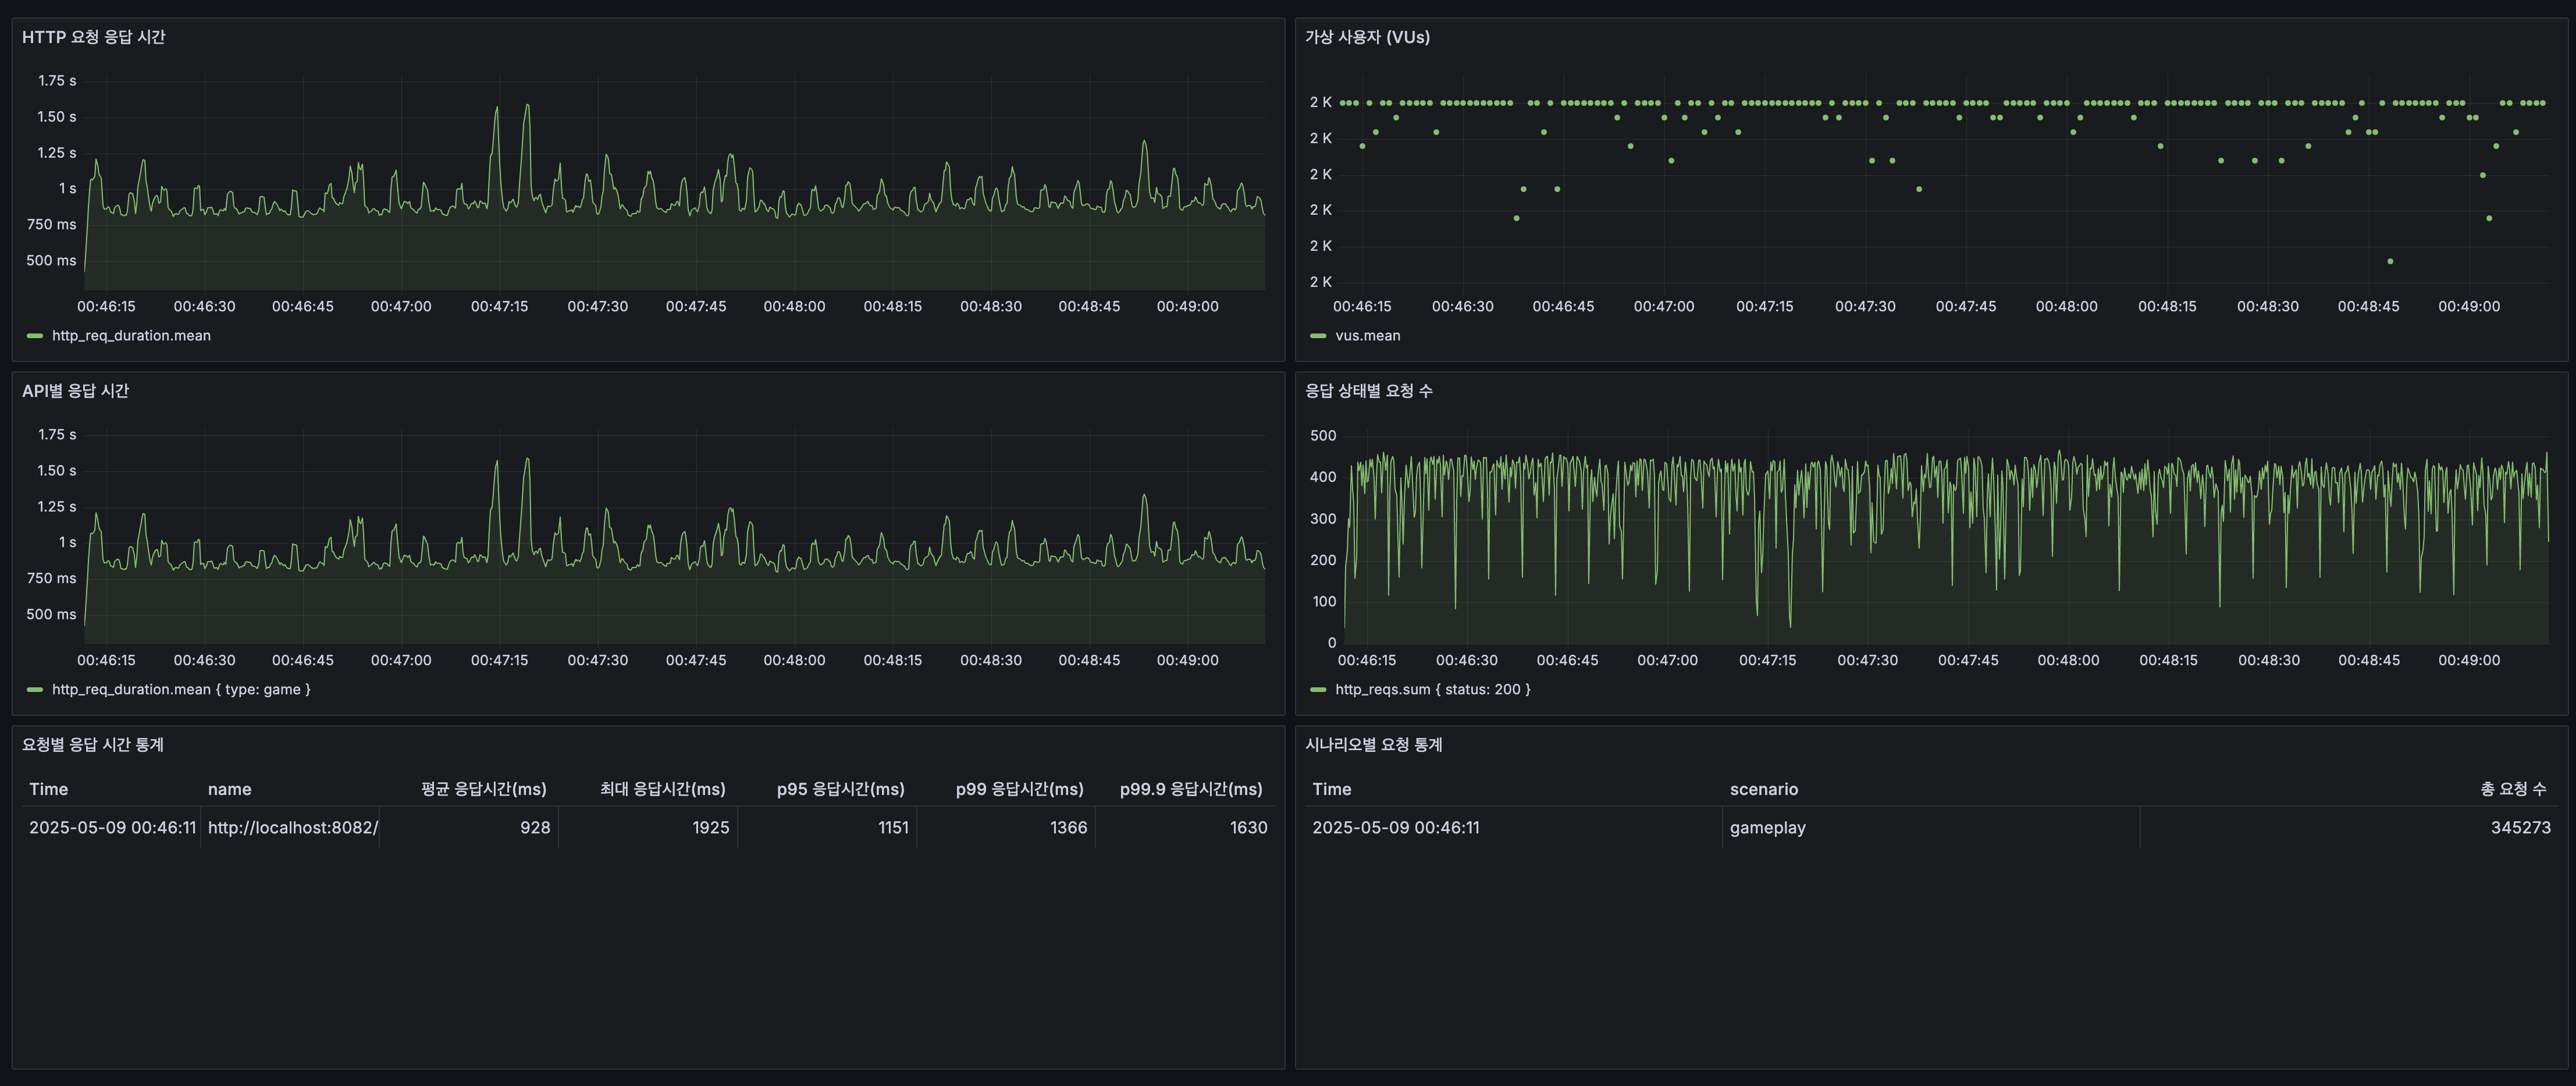 HTTP 요청 응답 시간
1.75 s
1.50 s
1.25 s
1 s
750 ms
500 ms
00:46:15 00:46:30 00:46:45 00:47:00 00:47:15 00:47:30 00:47:45 00:48:00 00:48:15 00:48:30 00:48:45 00:49:00
http_req_duration.mean
가상 사용자 (VUs)
2 K
2 K
2 K
2 K
2 K
2 K
00:46:15 00:46:30 00:46:45 00:47:00 00:47:15 00:47:30 00:47:45 00:48:00 00:48:15 00:48:30 00:48:45 00:49:00
vus.mean
API별 응답 시간
1.75 s
1.50 s
1.25 s
1 s
750 ms
500 ms
00:46:15 00:46:30 00:46:45 00:47:00 00:47:15 00:47:30 00:47:45 00:48:00 00:48:15 00:48:30 00:48:45 00:49:00
http_req_duration.mean { type: game }
응답 상태별 요청 수
500
400
300
200
100
0
00:46:15 00:46:30 00:46:45 00:47:00 00:47:15 00:47:30 00:47:45 00:48:00 00:48:15 00:48:30 00:48:45 00:49:00
http_reqs.sum { status: 200 }
요청별 응답 시간 통계
Time name 평균 응답시간(ms) 최대 응답시간(ms) p95 응답시간(ms) p99 응답시간(ms) p99.9 응답시간(ms)
2025-05-09 00:46:11 http://localhost:8082/ 928 1925 1151 1366 1630
시나리오별 요청 통계
Time scenario 총 요청 수
2025-05-09 00:46:11 gameplay 345273